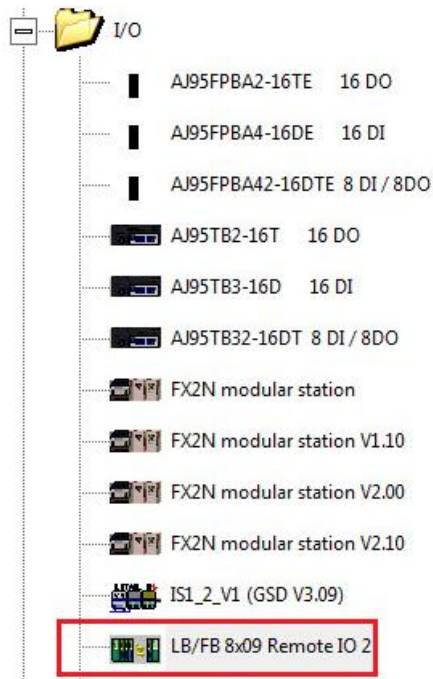 I/O
AJ95FPBA2-16TE 16 DO
AJ95FPBA4-16DE 16 DI
AJ95FPBA42-16DTE 8 DI / 8DO
AJ95TB2-16T 16 DO
AJ95TB3-16D 16 DI
AJ95TB32-16DT 8 DI / 8DO
FX2N modular station
FX2N modular station V1.10
FX2N modular station V2.00
FX2N modular station V2.10
IS1_2_V1 (GSD V3.09)
LB/FB 8x09 Remote IO 2